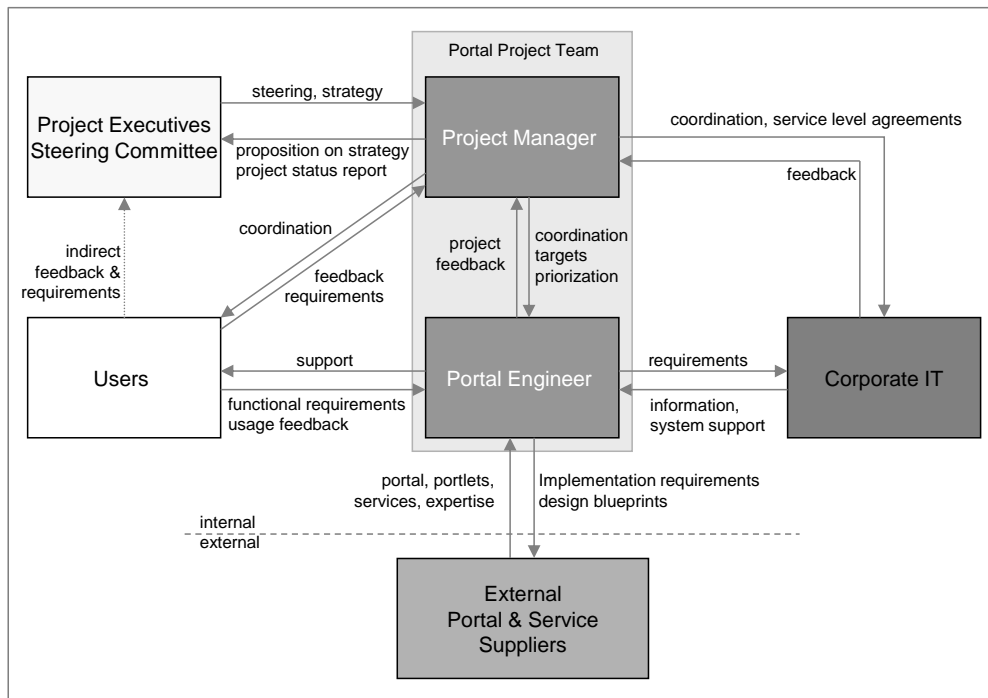 Portal Project Team
steering, strategy
Project Executives
Steering Committee
Project Manager
coordination, service level agreements
proposition on strategy
project status report
feedback
coordination
indirect
feedback &
requirements
feedback
requirements
project
feedback
coordination
targets
priorization
Users
support
functional requirements
usage feedback
Portal Engineer
requirements
information,
system support
Corporate IT
portal, portlets,
services, expertise
Implementation requirements
design blueprints
internal
external
External
Portal & Service
Suppliers